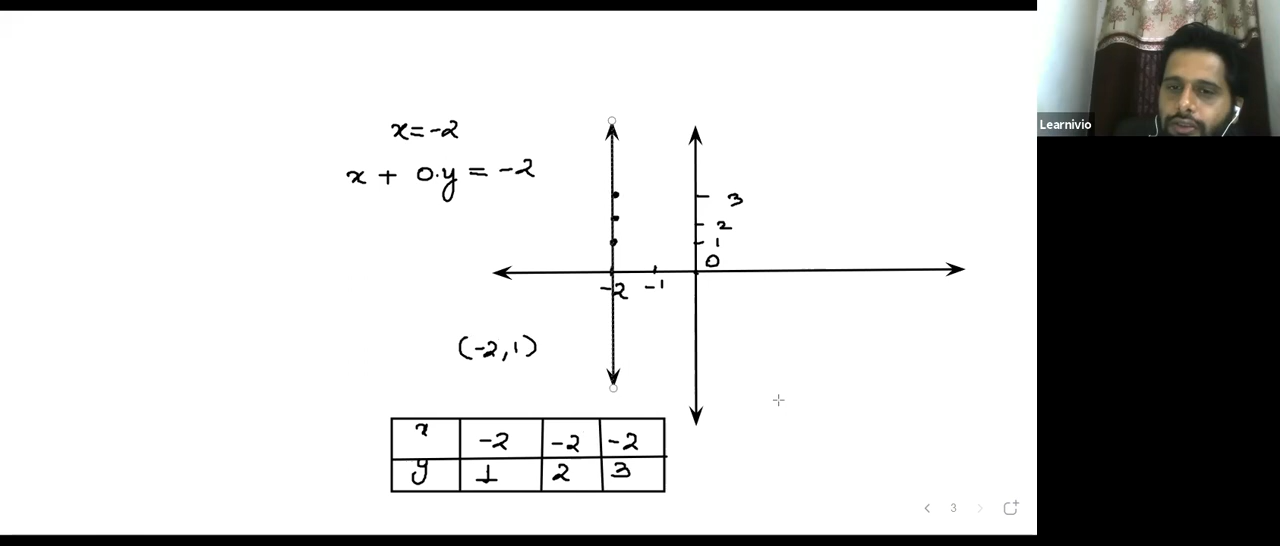 x=-2
x + 0·y = -2
3
2
1
0
-2 -1
(-2,1)
x -2 -2 -2
y 1 2 3
Learnivio
3